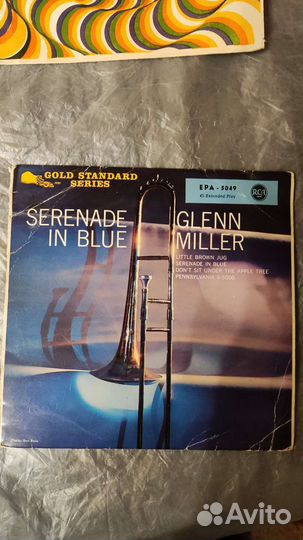 GOLD STANDARD
SERIES
EPA - 5049
45 Extended Play
RCA
SERENADE
IN BLUE
GLENN
MILLER
LITTLE BROWN JUG
SERENADE IN BLUE
DON'T SIT UNDER THE APPLE TREE
PENNSYLVANIA 6-5000
Avito